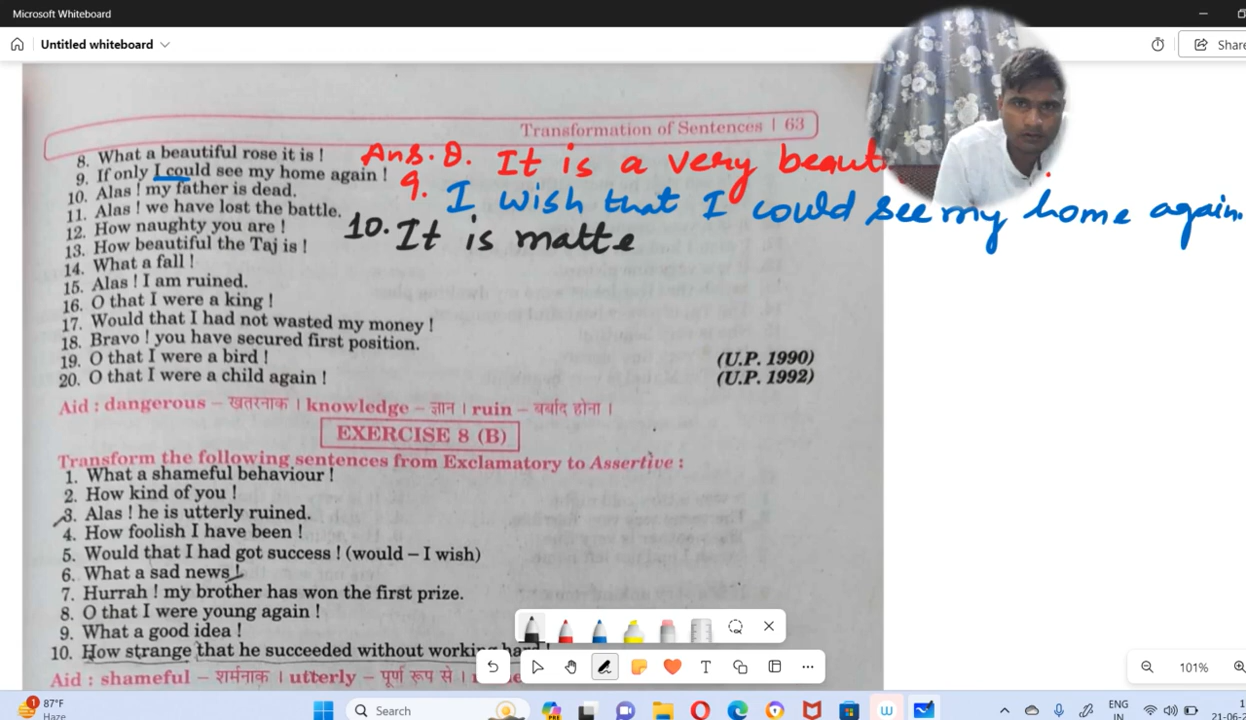 Microsoft Whiteboard
Untitled whiteboard
Share
Transformation of Sentences | 63
8. What a beautiful rose it is !
9. If only I could see my home again !
10. Alas ! my father is dead.
11. Alas ! we have lost the battle.
12. How naughty you are !
13. How beautiful the Taj is !
14. What a fall !
15. Alas ! I am ruined.
16. O that I were a king !
17. Would that I had not wasted my money !
18. Bravo ! you have secured first position.
19. O that I were a bird ! (U.P. 1990)
20. O that I were a child again ! (U.P. 1992)
Ans. 8. It is a very beaut
9. I wish that I could see my home again.
10. It is matte
Aid : dangerous – खतरनाक । knowledge – ज्ञान । ruin – बर्बाद होना ।
EXERCISE 8 (B)
Transform the following sentences from Exclamatory to Assertive :
1. What a shameful behaviour !
2. How kind of you !
3. Alas ! he is utterly ruined.
4. How foolish I have been !
5. Would that I had got success ! (would – I wish)
6. What a sad news !
7. Hurrah ! my brother has won the first prize.
8. O that I were young again !
9. What a good idea !
10. How strange that he succeeded without working hard !
Aid : shameful – शर्मनाक । utterly – पूर्ण रूप से ।
101%
87°F
Haze
Search
ENG
IN